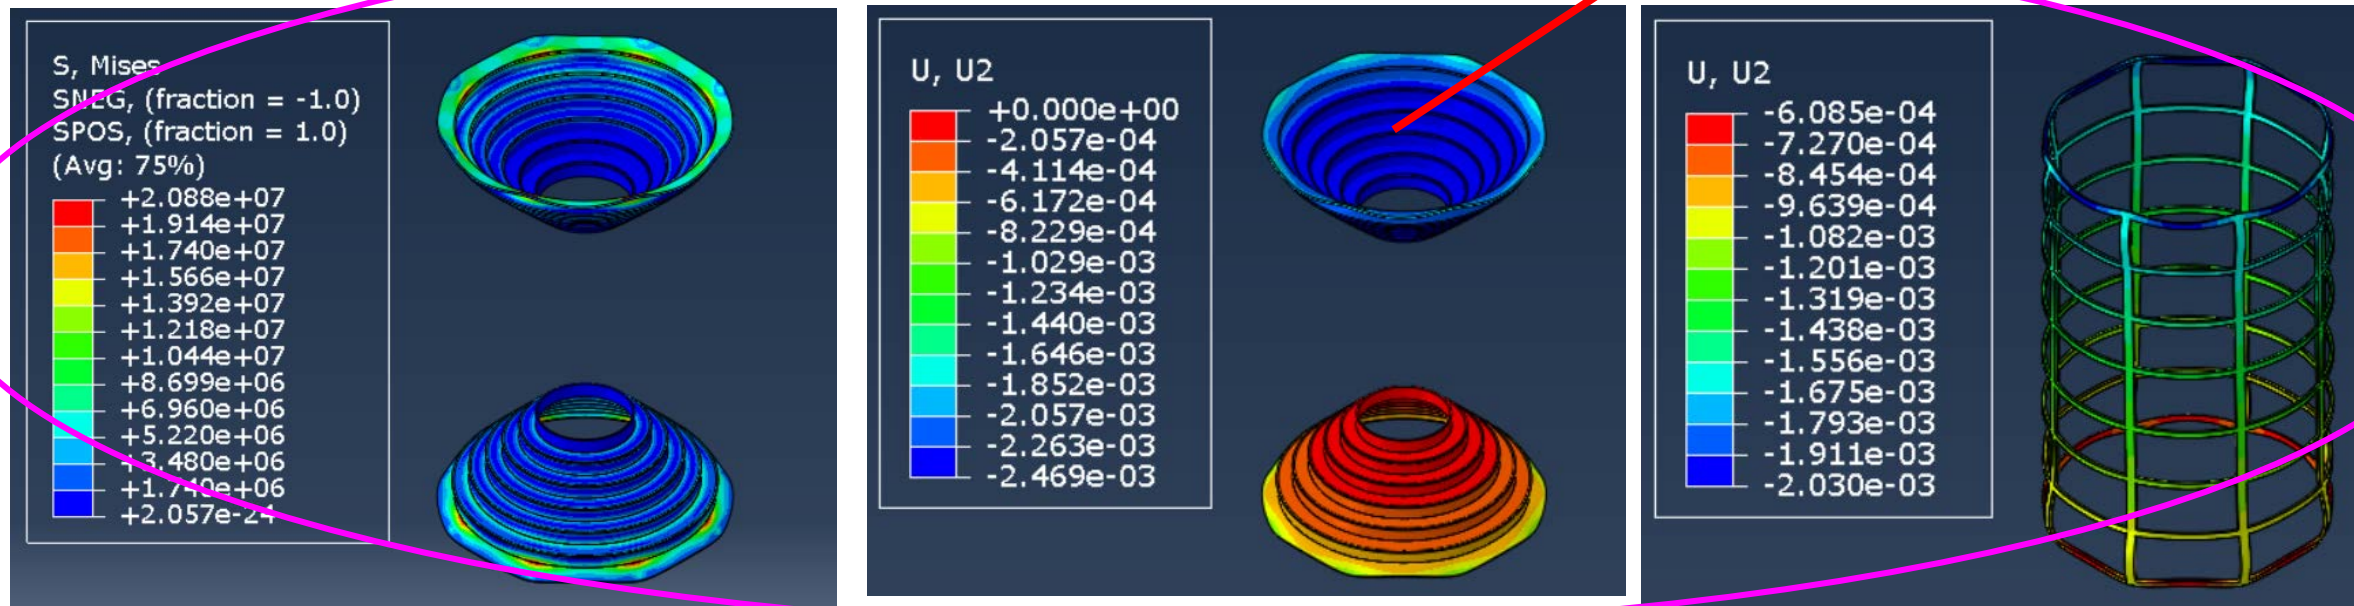 S, Mises
SNEG, (fraction = -1.0)
SPOS, (fraction = 1.0)
(Avg: 75%)
+2.088e+07
+1.914e+07
+1.740e+07
+1.566e+07
+1.392e+07
+1.218e+07
+1.044e+07
+8.699e+06
+6.960e+06
+5.220e+06
+3.480e+06
+1.740e+06
+2.057e-24
U, U2
+0.000e+00
-2.057e-04
-4.114e-04
-6.172e-04
-8.229e-04
-1.029e-03
-1.234e-03
-1.440e-03
-1.646e-03
-1.852e-03
-2.057e-03
-2.263e-03
-2.469e-03
U, U2
-6.085e-04
-7.270e-04
-8.454e-04
-9.639e-04
-1.082e-03
-1.201e-03
-1.319e-03
-1.438e-03
-1.556e-03
-1.675e-03
-1.793e-03
-1.911e-03
-2.030e-03